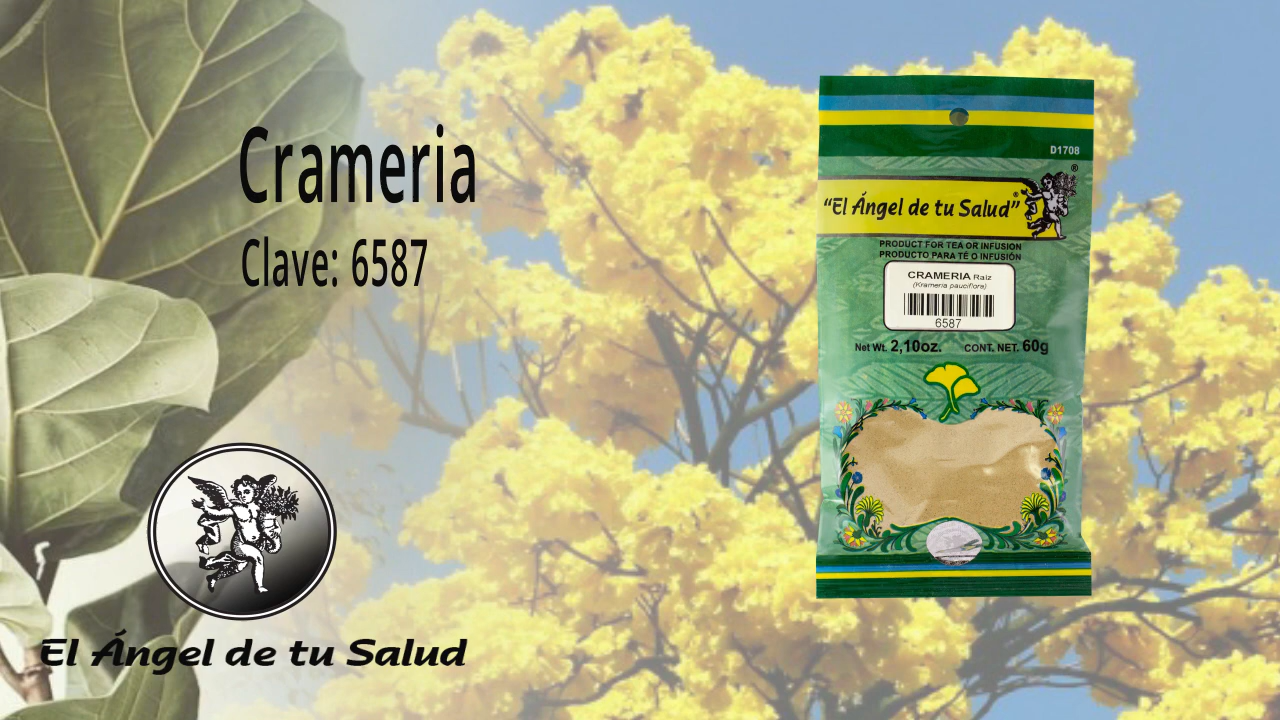 Crameria
Clave: 6587
El Ángel de tu Salud
D1708
®
"El Ángel de tu Salud"®
PRODUCT FOR TEA OR INFUSION
PRODUCTO PARA TÉ O INFUSIÓN
CRAMERIA Raíz
(Krameria pauciflora)
6587
Net Wt. 2,10oz. CONT. NET. 60g